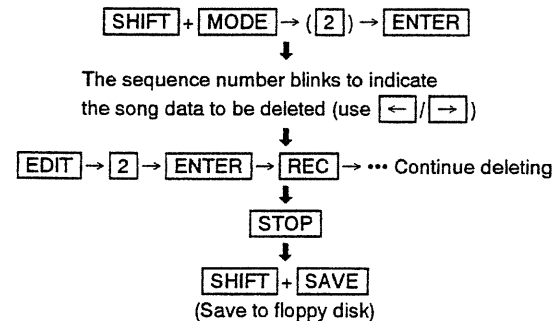 SHIFT + MODE → ( 2 ) → ENTER
The sequence number blinks to indicate
the song data to be deleted (use ← / → )
EDIT → 2 → ENTER → REC → ••• Continue deleting
STOP
SHIFT + SAVE
(Save to floppy disk)